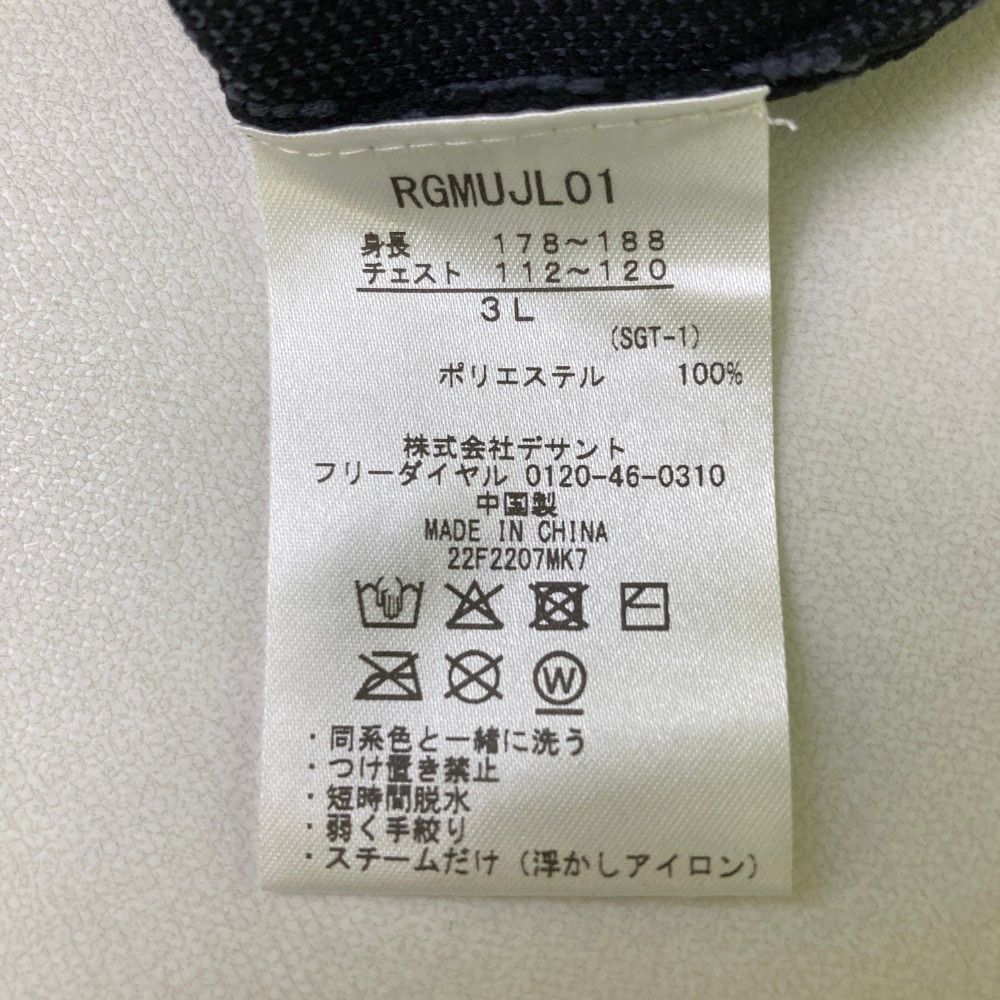 RGMUJL01
身長 178～188
チェスト 112～120
3L
(SGT-1)
ポリエステル 100%
株式会社デサント
フリーダイヤル 0120-46-0310
中国製
MADE IN CHINA
22F2207MK7
W
・同系色と一緒に洗う
・つけ置き禁止
・短時間脱水
・弱く手絞り
・スチームだけ(浮かしアイロン)